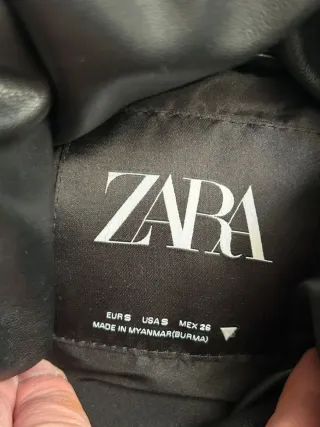 ZARA
EUR S USA S MEX 26
MADE IN MYANMAR(BURMA)